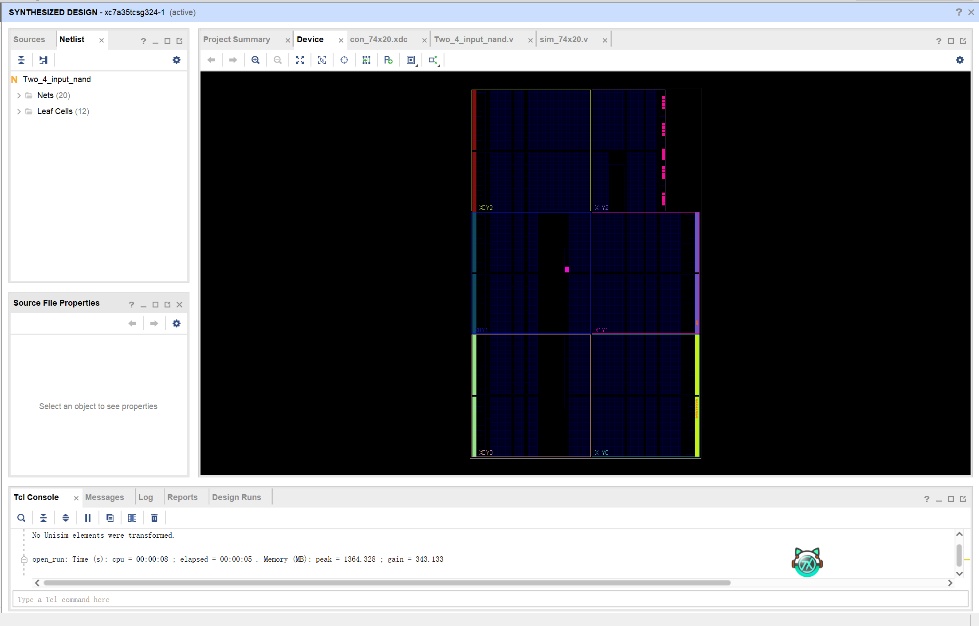 SYNTHESIZED DESIGN - xc7a35tcsg324-1 (active)
Sources Netlist
Two_4_input_nand
Nets (20)
Leaf Cells (12)
Source File Properties
Select an object to see properties
Project Summary Device con_74x20.xdc Two_4_input_nand.v sim_74x20.v
Tcl Console Messages Log Reports Design Runs
No Unisim elements were transformed.
open_run: Time (s): cpu = 00:00:08 ; elapsed = 00:00:05 . Memory (MB): peak = 1364.328 ; gain = 343.133
Type a Tcl command here